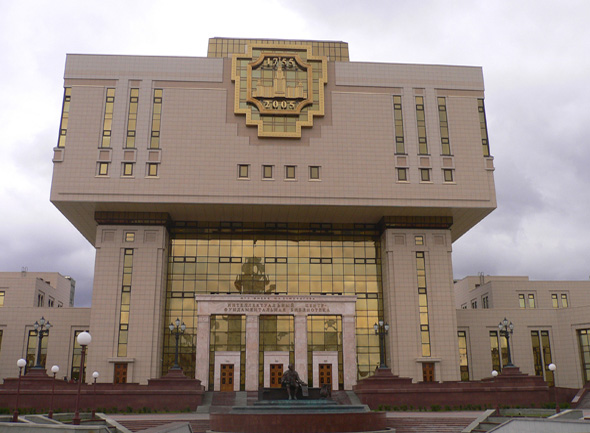 1755
2005
ИНТЕЛЛЕКТУАЛЬНЫЙ ЦЕНТР
ФУНДАМЕНТАЛЬНАЯ БИБЛИОТЕКА